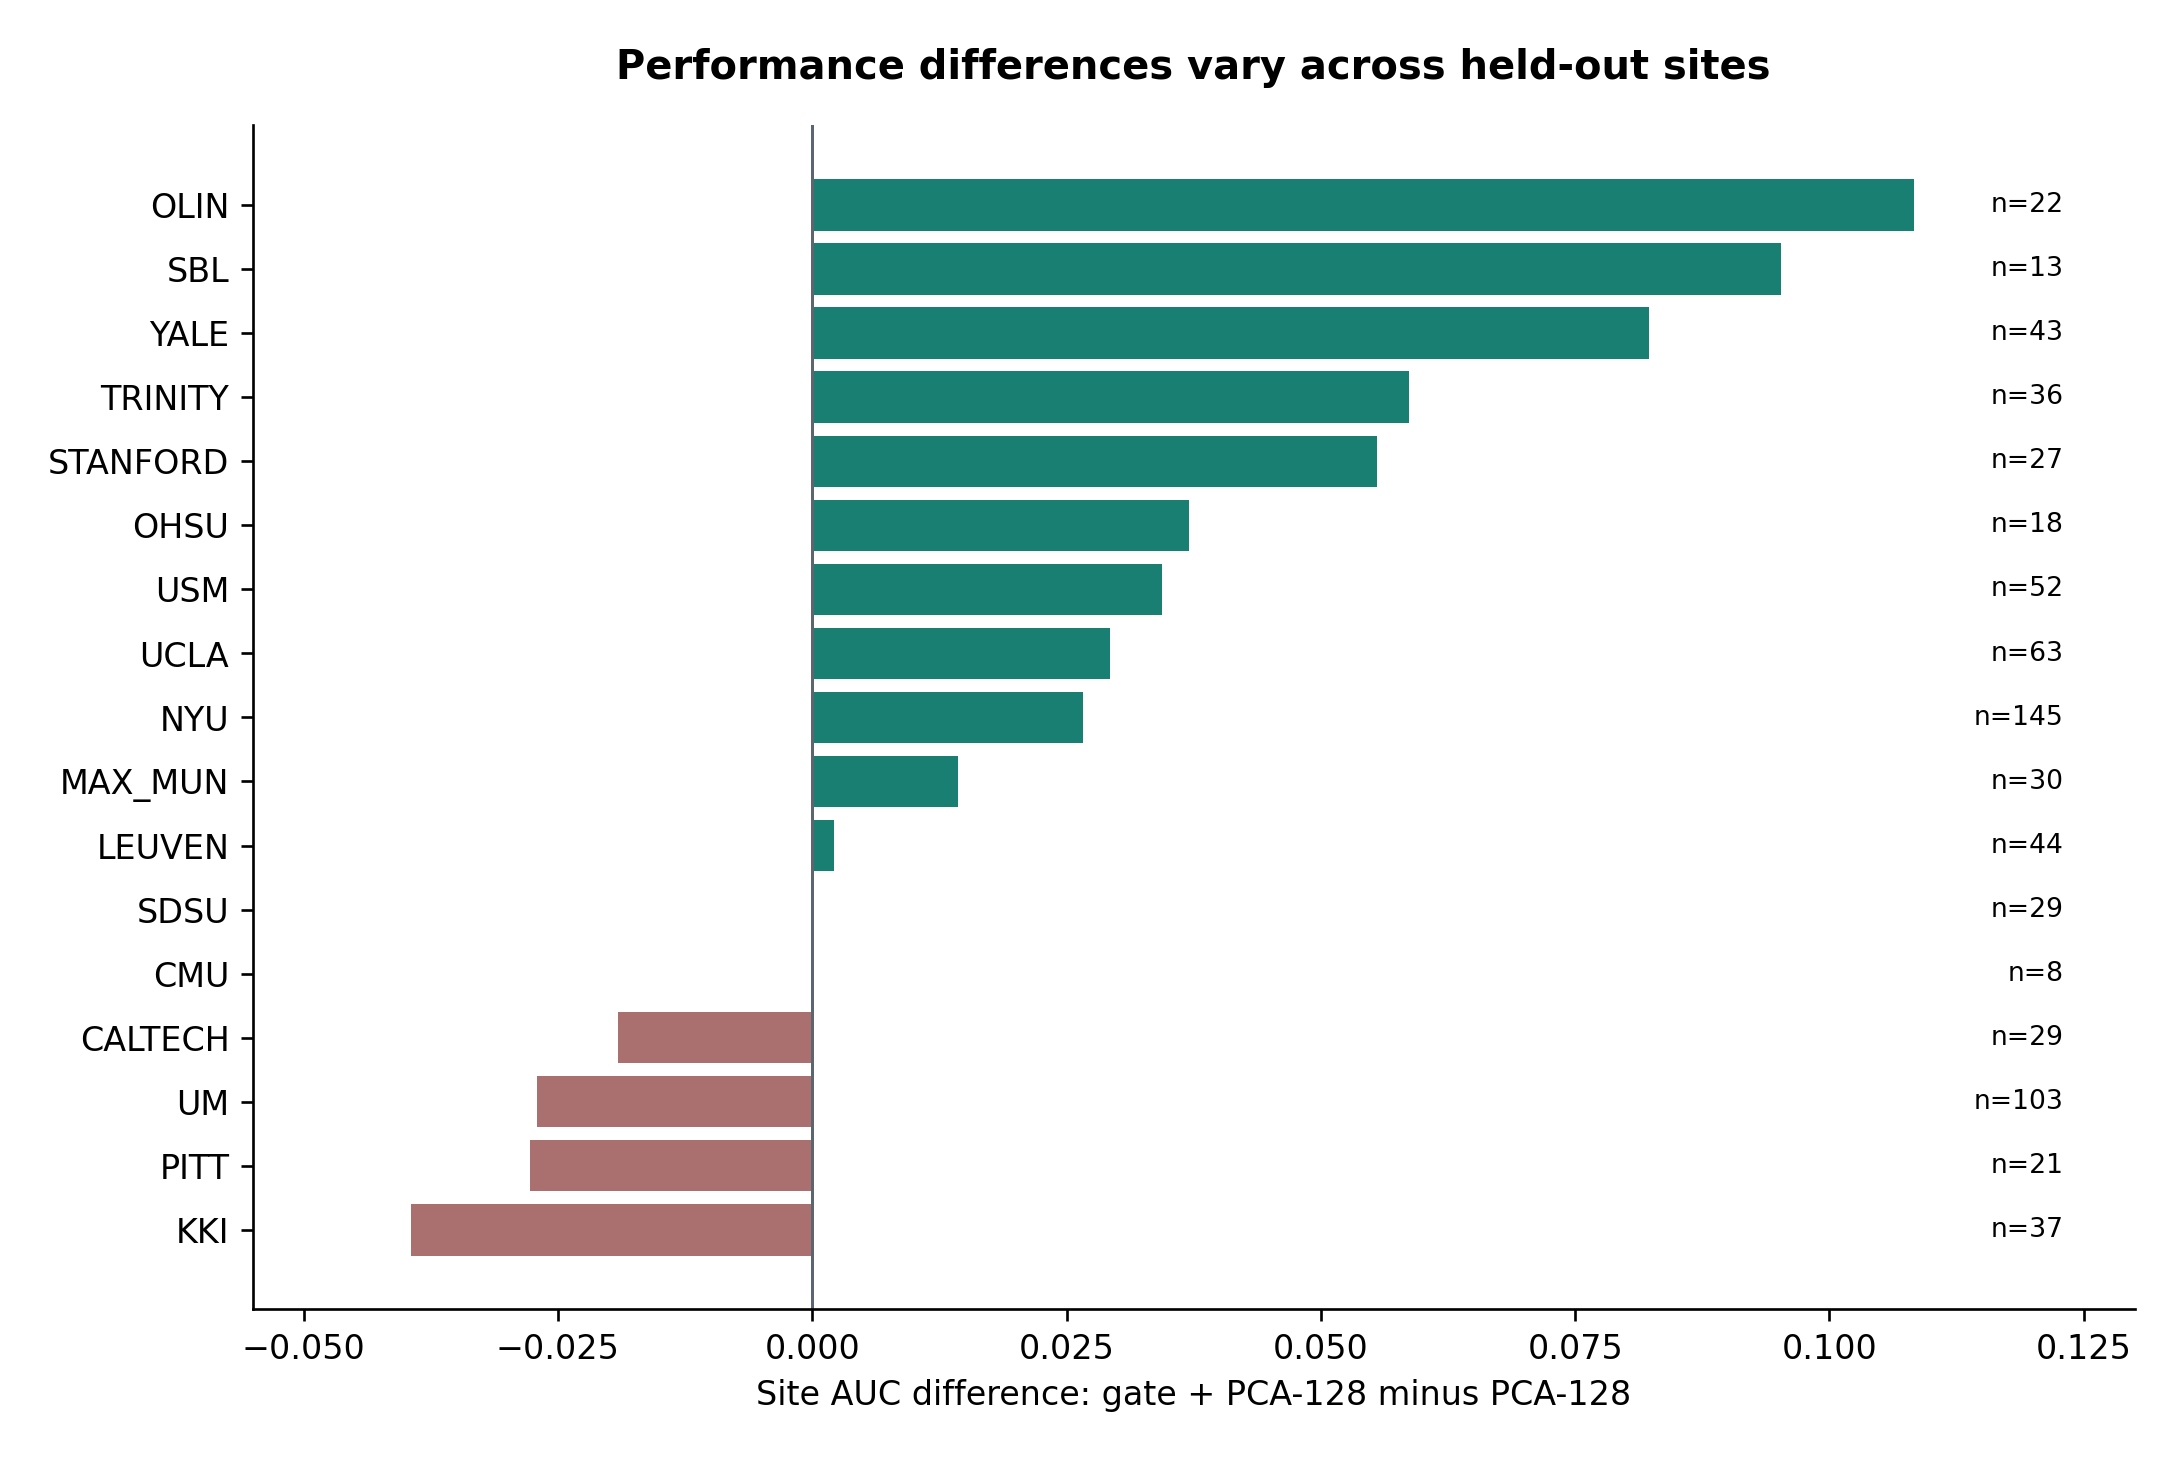 Performance differences vary across held-out sites
OLIN n=22
SBL n=13
YALE n=43
TRINITY n=36
STANFORD n=27
OHSU n=18
USM n=52
UCLA n=63
NYU n=145
MAX_MUN n=30
LEUVEN n=44
SDSU n=29
CMU n=8
CALTECH n=29
UM n=103
PITT n=21
KKI n=37
−0.050 −0.025 0.000 0.025 0.050 0.075 0.100 0.125
Site AUC difference: gate + PCA-128 minus PCA-128